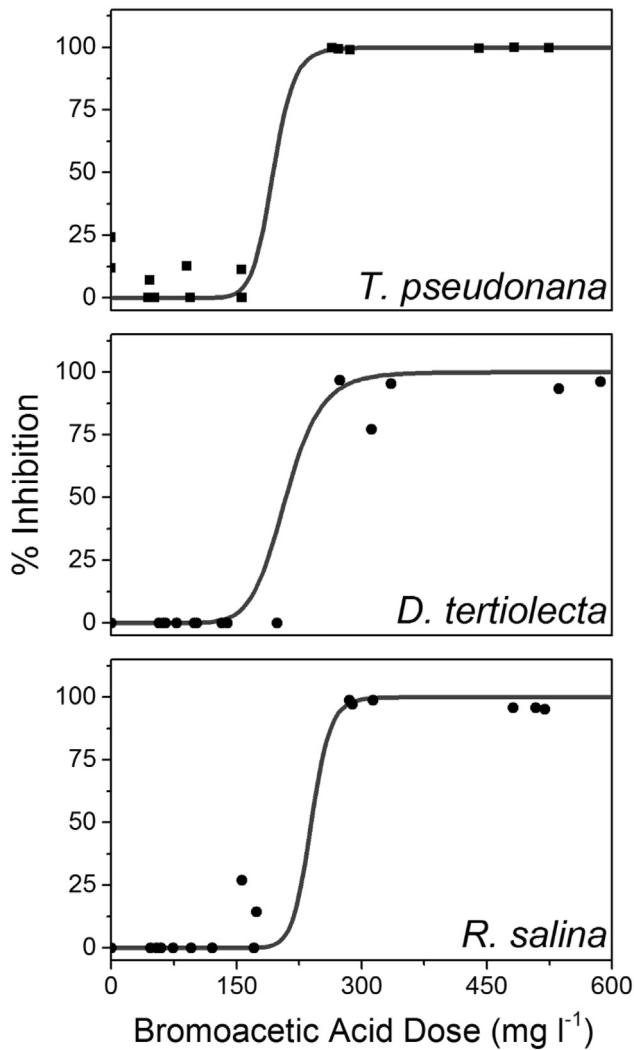 100
75
50
25
0
T. pseudonana
100
75
50
25
0
D. tertiolecta
100
75
50
25
0
R. salina
% Inhibition
0 150 300 450 600
Bromoacetic Acid Dose (mg l⁻¹)